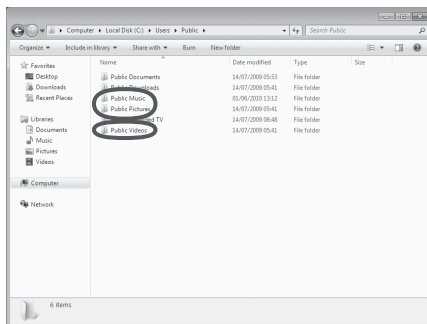 Computer ▸ Local Disk (C:) ▸ Users ▸ Public ▸ Search Public
Organize ▾ Include in library ▾ Share with ▾ Burn New folder
Favorites
Desktop
Downloads
Recent Places
Libraries
Documents
Music
Pictures
Videos
Computer
Network
Name Date modified Type Size
Public Documents 14/07/2009 05:53 File folder
Public Downloads 14/07/2009 05:41 File folder
Public Music 01/06/2010 13:12 File folder
Public Pictures 14/07/2009 05:41 File folder
TV 14/07/2009 08:48 File folder
Public Videos 14/07/2009 05:41 File folder
6 items